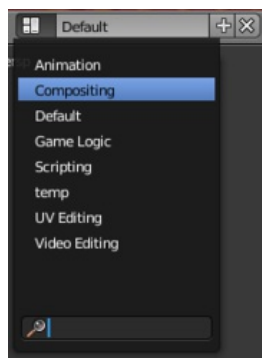 Default
Animation
Compositing
Default
Game Logic
Scripting
temp
UV Editing
Video Editing